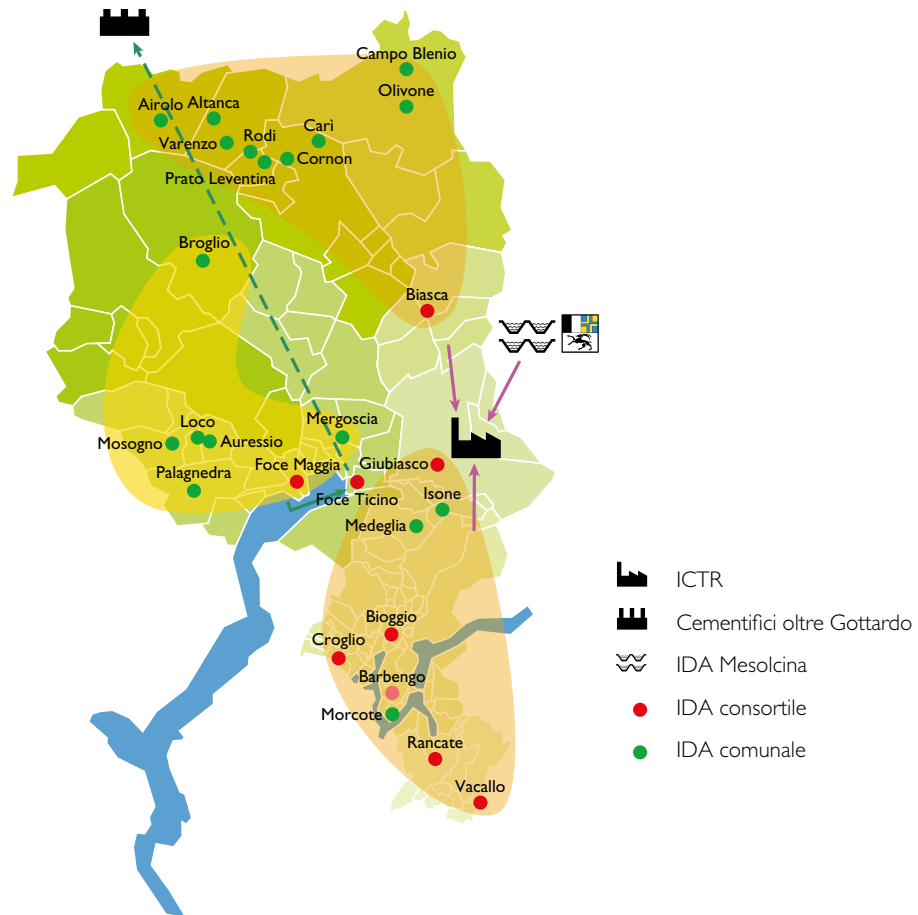 Campo Blenio
Olivone
Airolo
Altanca
Carì
Rodi
Varenzo
Cornon
Prato Leventina
Broglio
Biasca
Loco
Mergoscia
Mosogno
Auressio
Foce Maggia
Giubiasco
Palagnedra
Foce Ticino
Isone
Medeglia
ICTR
Cementifici oltre Gottardo
Bioggio
Croglio
IDA Mesolcina
Barbengo
IDA consortile
Morcote
Rancate
IDA comunale
Vacallo